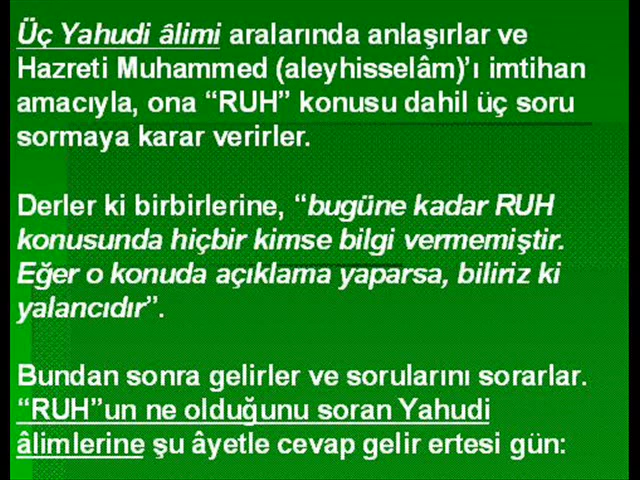 Üç Yahudi âlimi aralarında anlaşırlar ve
Hazreti Muhammed (aleyhisselâm)’ı imtihan
amacıyla, ona “RUH” konusu dahil üç soru
sormaya karar verirler.
Derler ki birbirlerine, “bugüne kadar RUH
konusunda hiçbir kimse bilgi vermemiştir.
Eğer o konuda açıklama yaparsa, biliriz ki
yalancıdır”.
Bundan sonra gelirler ve sorularını sorarlar.
“RUH”un ne olduğunu soran Yahudi
âlimlerine şu âyetle cevap gelir ertesi gün: